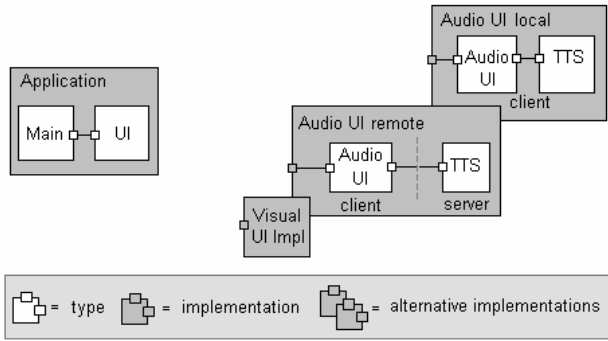 Audio UI local
Audio
UI
TTS
client
Application
Main
UI
Audio UI remote
Audio
UI
TTS
client
server
Visual
UI Impl
= type
= implementation
= alternative implementations